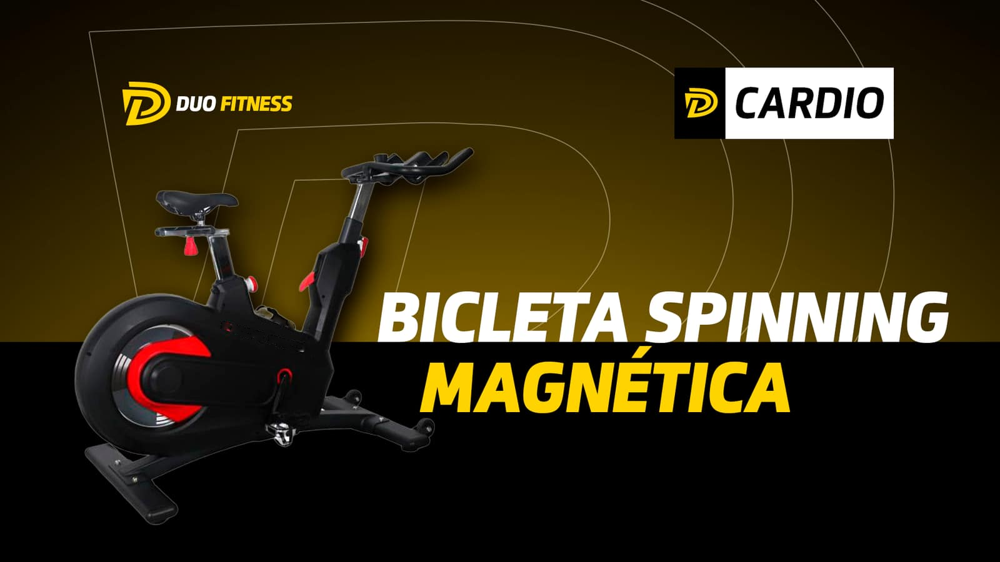 DUO FITNESS
CARDIO
BICLETA SPINNING
MAGNÉTICA